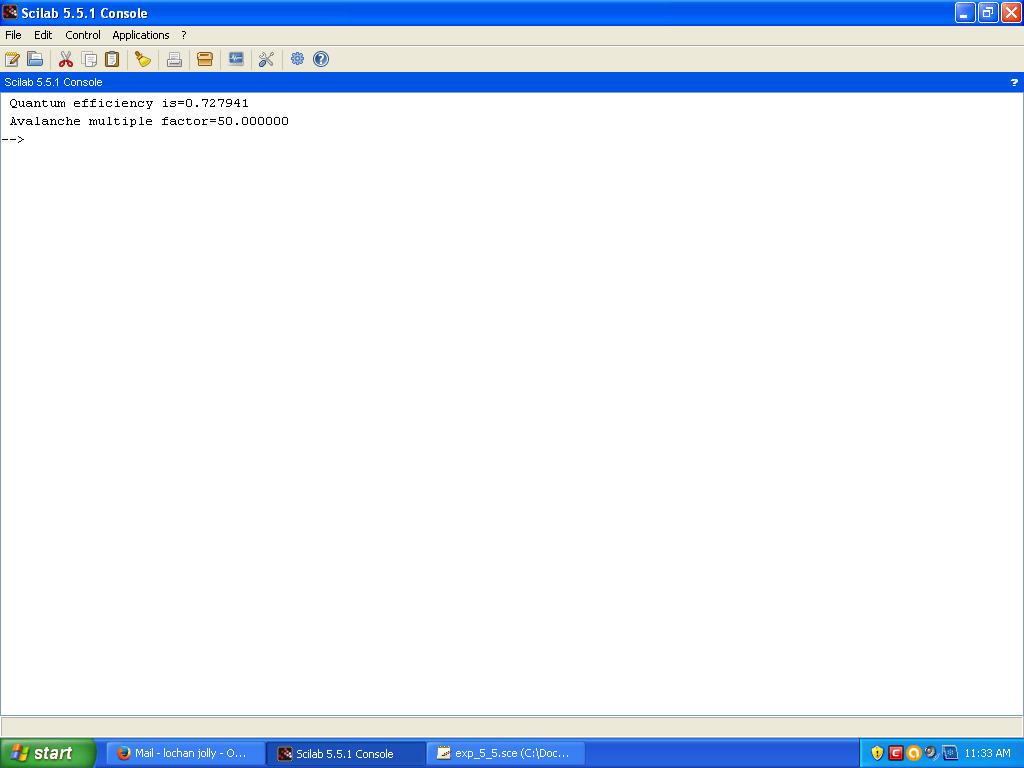 Scilab 5.5.1 Console
File Edit Control Applications ?
Scilab 5.5.1 Console ?
Quantum efficiency is=0.727941
Avalanche multiple factor=50.000000
-->
start Mail - lochan jolly - O... Scilab 5.5.1 Console exp_5_5.sce (C:\Doc... 11:33 AM